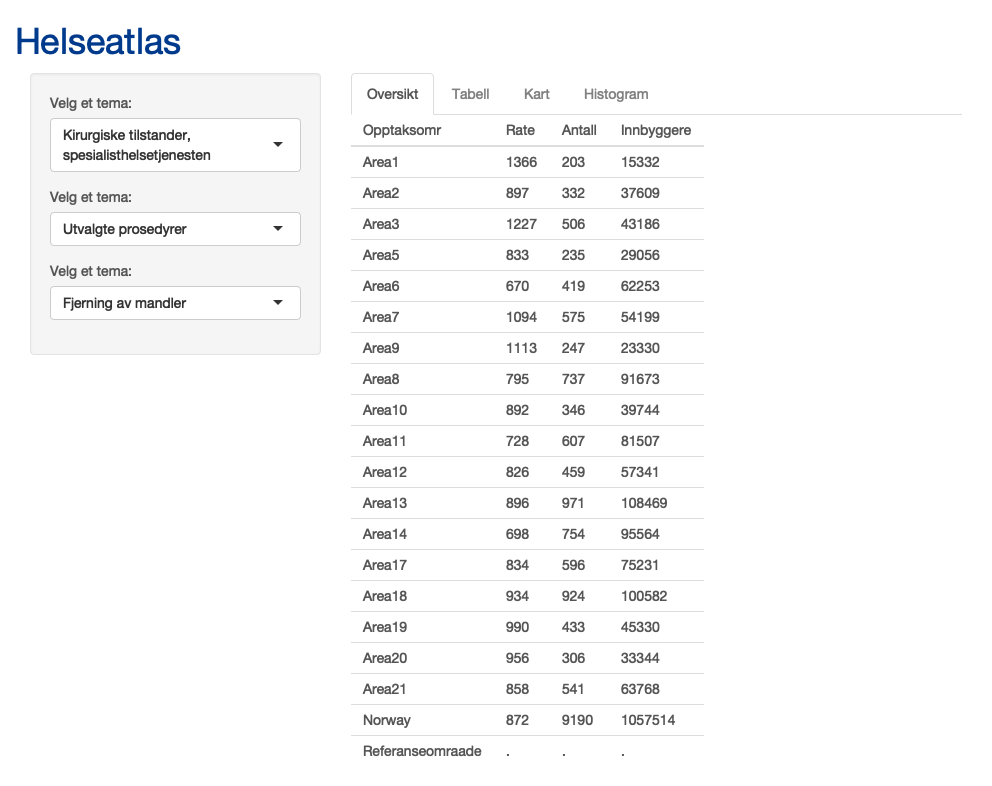 Helseatlas
Velg et tema:
Kirurgiske tilstander,
spesialisthelsetjenesten
Velg et tema:
Utvalgte prosedyrer
Velg et tema:
Fjerning av mandler
Oversikt Tabell Kart Histogram
Opptaksomr Rate Antall Innbyggere
Area1 1366 203 15332
Area2 897 332 37609
Area3 1227 506 43186
Area5 833 235 29056
Area6 670 419 62253
Area7 1094 575 54199
Area9 1113 247 23330
Area8 795 737 91673
Area10 892 346 39744
Area11 728 607 81507
Area12 826 459 57341
Area13 896 971 108469
Area14 698 754 95564
Area17 834 596 75231
Area18 934 924 100582
Area19 990 433 45330
Area20 956 306 33344
Area21 858 541 63768
Norway 872 9190 1057514
Referanseomraade . . .